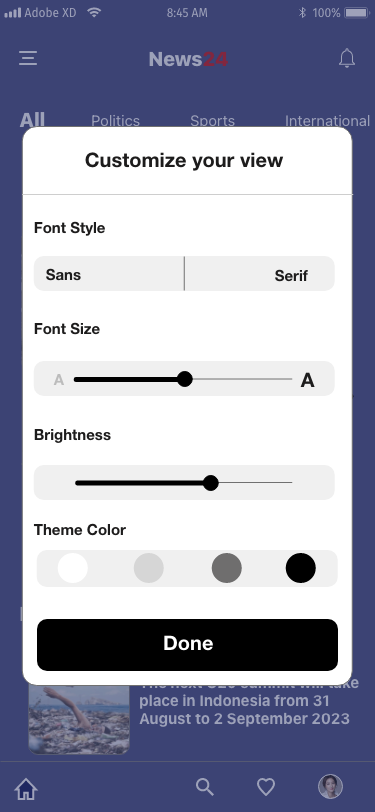 Adobe XD 8:45 AM 100%
News24
All Politics Sports International
Customize your view
Font Style
Sans Serif
Font Size
A A
Brightness
Theme Color
Done
The next G20 summit will take
place in Indonesia from 31
August to 2 September 2023